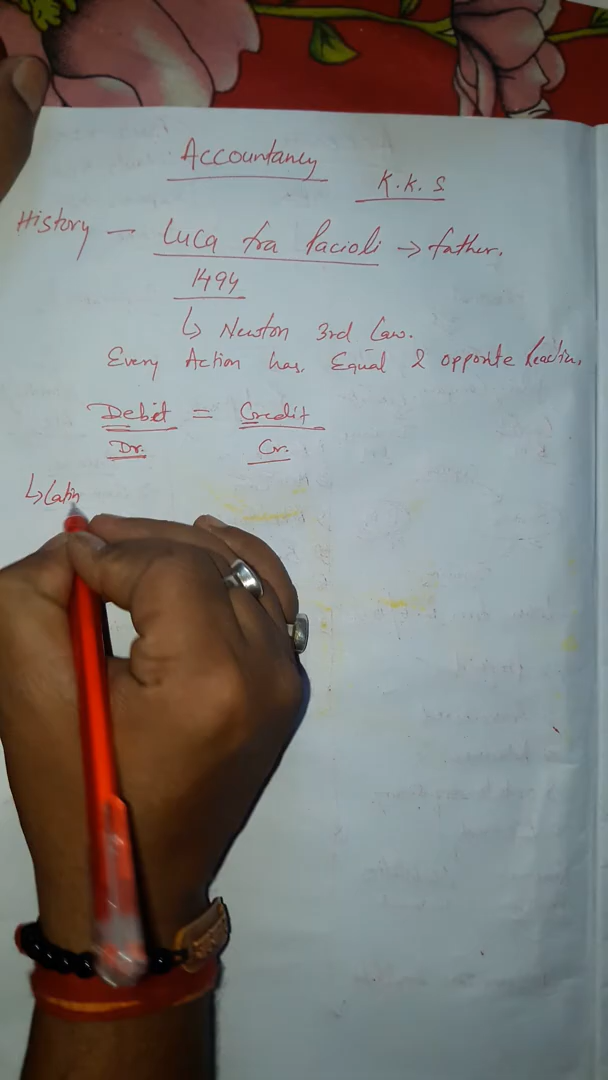 Accountancy
K.K.S
History - Luca fra Pacioli → father.
1494
↳ Newton 3rd Law.
Every Action has Equal & opposite Reaction.
Debit = Credit
Dr. Cr.
↳ Latin